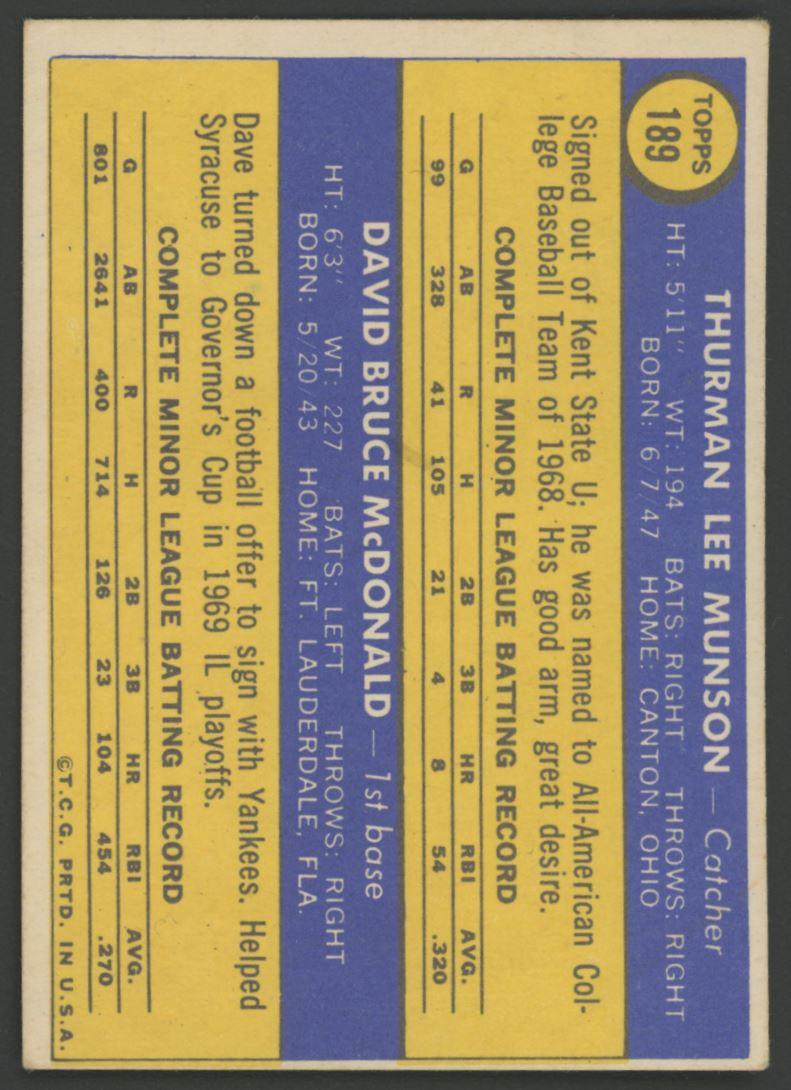 TOPPS
189
THURMAN LEE MUNSON — Catcher
HT: 5'11" WT: 194 BATS: RIGHT THROWS: RIGHT
BORN: 6/7/47 HOME: CANTON, OHIO
Signed out of Kent State U; he was named to All-American Col-
lege Baseball Team of 1968. Has good arm, great desire.
COMPLETE MINOR LEAGUE BATTING RECORD
G AB R H 2B 3B HR RBI AVG.
99 328 41 105 21 4 8 54 .320
DAVID BRUCE McDONALD — 1st base
HT: 6'3" WT: 227 BATS: LEFT THROWS: RIGHT
BORN: 5/20/43 HOME: FT. LAUDERDALE, FLA.
Dave turned down a football offer to sign with Yankees. Helped
Syracuse to Governor's Cup in 1969 IL playoffs.
COMPLETE MINOR LEAGUE BATTING RECORD
G AB R H 2B 3B HR RBI AVG.
801 2641 400 714 126 23 104 454 .270
©T.C.G. PRTD. IN U.S.A.